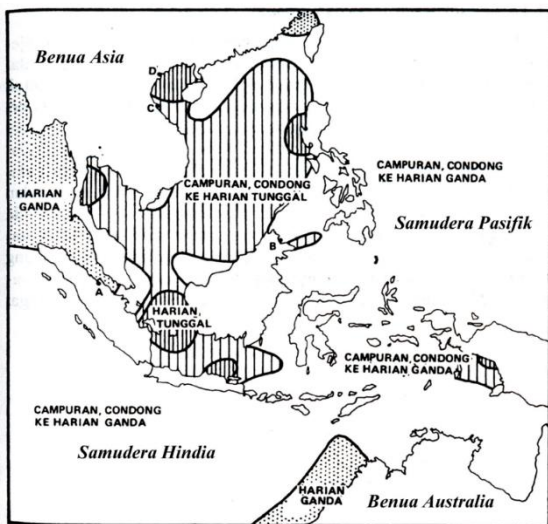 Benua Asia
D
C
HARIAN
GANDA
CAMPURAN, CONDONG
KE HARIAN TUNGGAL
CAMPURAN, CONDONG
KE HARIAN GANDA
Samudera Pasifik
B
A
HARIAN,
TUNGGAL
CAMPURAN, CONDONG
KE HARIAN GANDA
CAMPURAN, CONDONG
KE HARIAN GANDA
Samudera Hindia
HARIAN
GANDA
Benua Australia